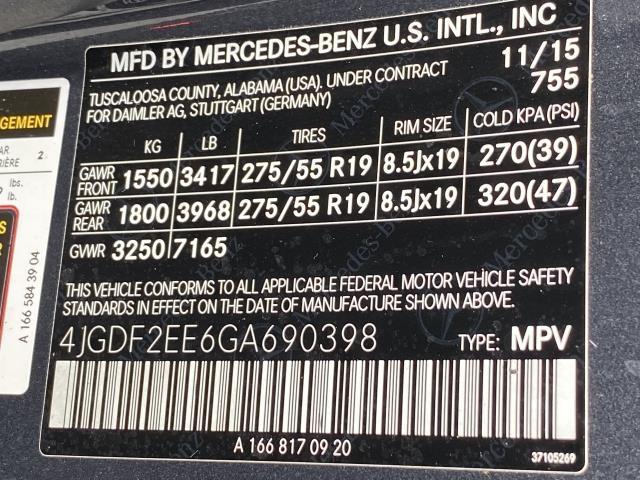 MFD BY MERCEDES-BENZ U.S. INTL., INC
TUSCALOOSA COUNTY, ALABAMA (USA). UNDER CONTRACT 11/15
FOR DAIMLER AG, STUTTGART (GERMANY) 755
KG LB TIRES RIM SIZE COLD KPA (PSI)
GAWR FRONT 1550 3417 275/55 R19 8.5Jx19 270(39)
GAWR REAR 1800 3968 275/55 R19 8.5Jx19 320(47)
GVWR 3250 7165
THIS VEHICLE CONFORMS TO ALL APPLICABLE FEDERAL MOTOR VEHICLE SAFETY
STANDARDS IN EFFECT ON THE DATE OF MANUFACTURE SHOWN ABOVE.
4JGDF2EE6GA690398 TYPE: MPV
A 166 817 09 20
37105269
2
lbs.
lb.
A 166 584 39 04